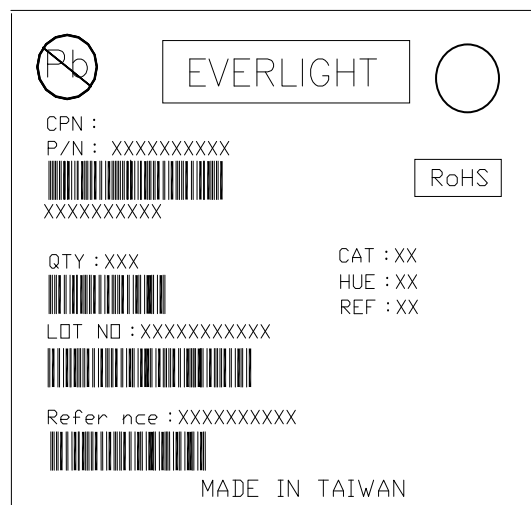 Pb
EVERLIGHT
CPN :
P/N : XXXXXXXXXX
RoHS
XXXXXXXXXX
QTY : XXX
CAT : XX
HUE : XX
REF : XX
LOT NO : XXXXXXXXXXX
Refer nce : XXXXXXXXXX
MADE IN TAIWAN